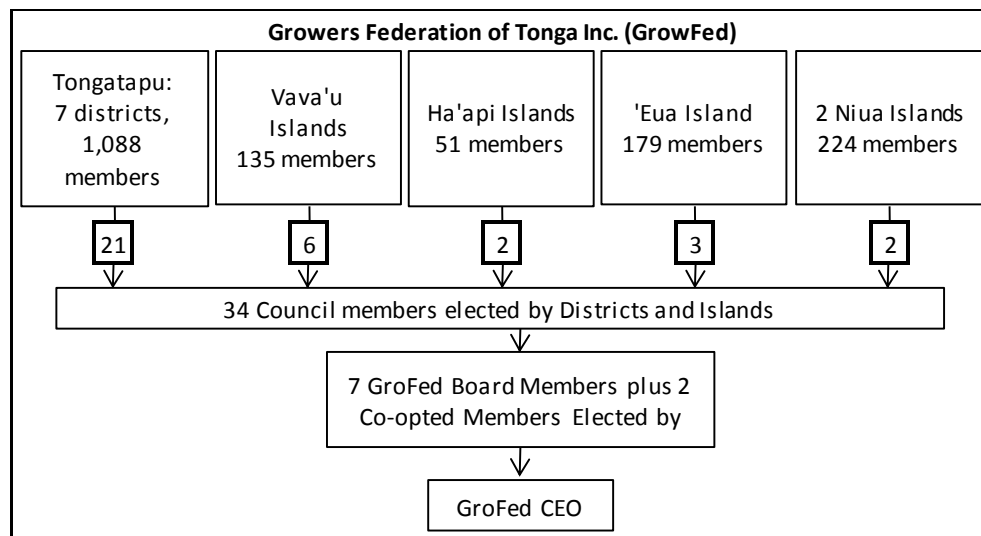 Growers Federation of Tonga Inc. (GrowFed)
Tongatapu:
7 districts,
1,088
members
Vava'u
Islands
135 members
Ha'api Islands
51 members
'Eua Island
179 members
2 Niua Islands
224 members
21
6
2
3
2
34 Council members elected by Districts and Islands
7 GroFed Board Members plus 2
Co-opted Members Elected by
GroFed CEO